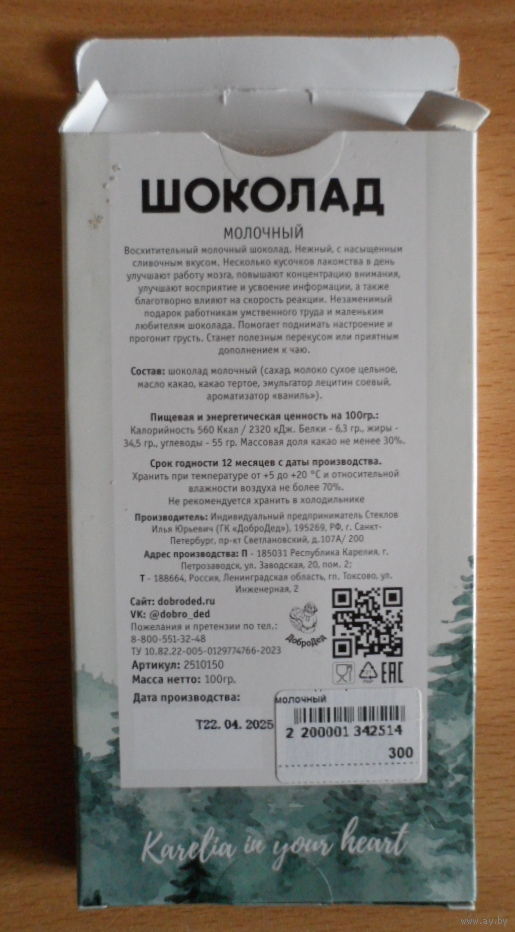 ШОКОЛАД
МОЛОЧНЫЙ
Восхитительный молочный шоколад. Нежный, с насыщенным
сливочным вкусом. Несколько кусочков лакомства в день
улучшают работу мозга, повышают концентрацию внимания,
улучшают восприятие и усвоение информации, а также
благотворно влияют на скорость реакции. Незаменимый
подарок работникам умственного труда и маленьким
любителям шоколада. Помогает поднимать настроение и
прогонит грусть. Станет полезным перекусом или приятным
дополнением к чаю.
Состав: шоколад молочный (сахар, молоко сухое цельное,
масло какао, какао тертое, эмульгатор лецитин соевый,
ароматизатор «ваниль»).
Пищевая и энергетическая ценность на 100гр.:
Калорийность 560 Ккал / 2320 кДж. Белки - 6,3 гр., жиры -
34,5 гр., углеводы - 55 гр. Массовая доля какао не менее 30%.
Срок годности 12 месяцев с даты производства.
Хранить при температуре от +5 до +20 °C и относительной
влажности воздуха не более 70%.
Не рекомендуется хранить в холодильнике
Производитель: Индивидуальный предприниматель Стеклов
Илья Юрьевич (ГК «ДоброДед»), 195269, РФ, г. Санкт-
Петербург, пр-кт Светлановский, д.107А/ 200
Адрес производства: П - 185031 Республика Карелия, г.
Петрозаводск, ул. Заводская, 20, пом. 2;
Т - 188664, Россия, Ленинградская область, гп. Токсово, ул.
Инженерная, 2
Сайт: dobroded.ru
VK: @dobro_ded
Пожелания и претензии по тел.:
8-800-551-32-48
ТУ 10.82.22-005-0129774766-2023
ДоброДед
EAC
Артикул: 2510150
Масса нетто: 100гр.
Дата производства:
Т22.04.2025
молочный
2 200001 342514
300
Karelia in your heart
www.ay.by